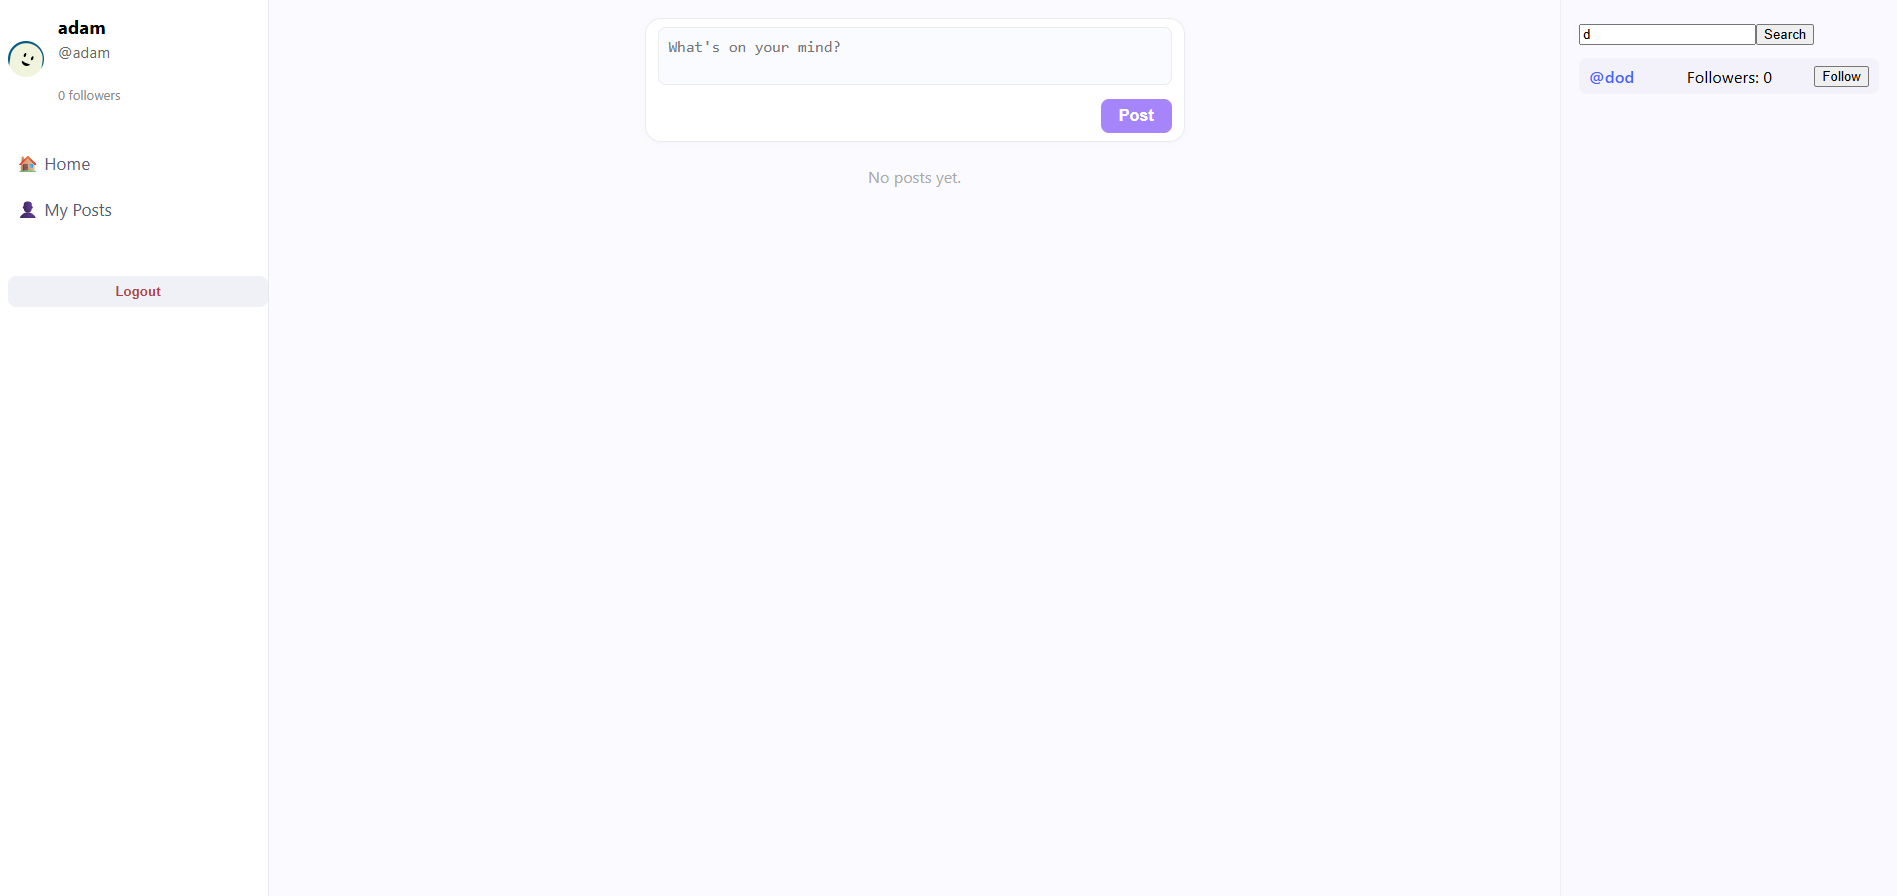 adam
@adam
0 followers
Home
My Posts
Logout
What's on your mind?
Post
No posts yet.
d Search
@dod Followers: 0 Follow